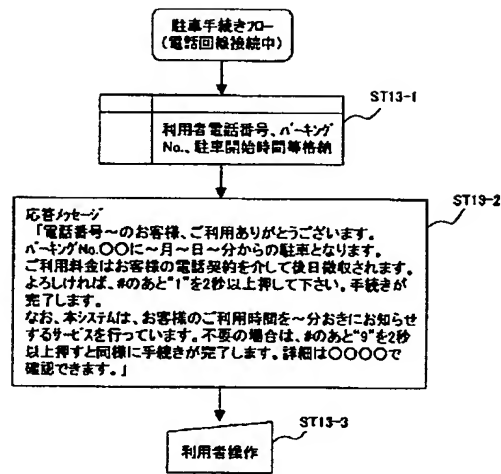 駐車手続きフロー
(電話回線接続中)
ST13-1
利用者電話番号、パーキング
No.、駐車開始時間等格納
ST13-2
応答メッセージ
「電話番号～のお客様、ご利用ありがとうございます。
パーキングNo.〇〇に～月～日～分からの駐車となります。
ご利用料金はお客様の電話契約を介して後日徴収されます。
よろしければ、#のあと"1"を2秒以上押して下さい。手続きが
完了します。
なお、本システムは、お客様のご利用時間を～分おきにお知らせ
するサービスを行っています。不要の場合は、#のあと"9"を2秒
以上押すと同様に手続きが完了します。詳細は〇〇〇〇で
確認できます。」
ST13-3
利用者操作